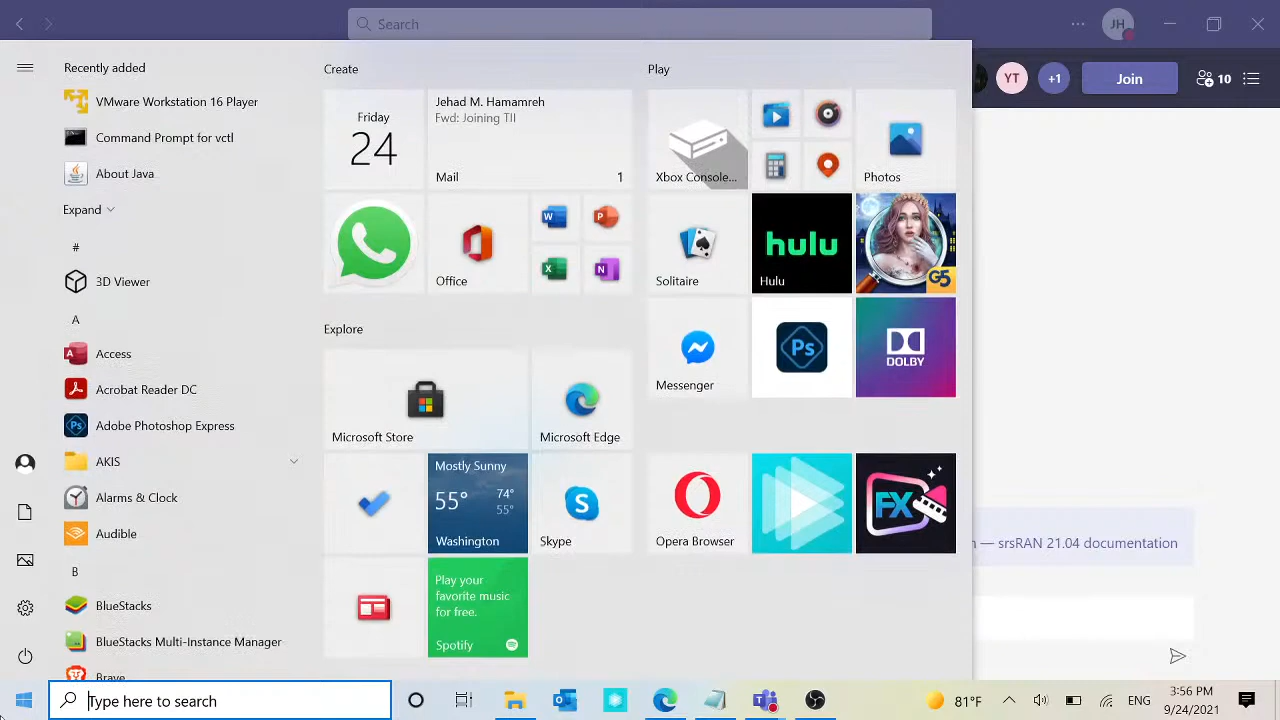 Search
JH
Recently added
VMware Workstation 16 Player
Command Prompt for vctl
About Java
Expand
#
3D Viewer
A
Access
Acrobat Reader DC
Adobe Photoshop Express
AKIS
Alarms & Clock
Audible
B
BlueStacks
BlueStacks Multi-Instance Manager
Brave
Create
Friday
24
Jehad M. Hamamreh
Fwd: Joining TII
Mail 1
Office
W
P
X
N
Explore
Microsoft Store
Microsoft Edge
Mostly Sunny
55° 74°
55°
Washington
S
Skype
Play your
favorite music
for free.
Spotify
Play
Xbox Console...
Photos
Solitaire
hulu
Hulu
G5
Messenger
Ps
DOLBY
Opera Browser
FX
YT
+1
Join
10
— srsRAN 21.04 documentation
Type here to search
81°F
ENG
3:56 PM
9/24/2021